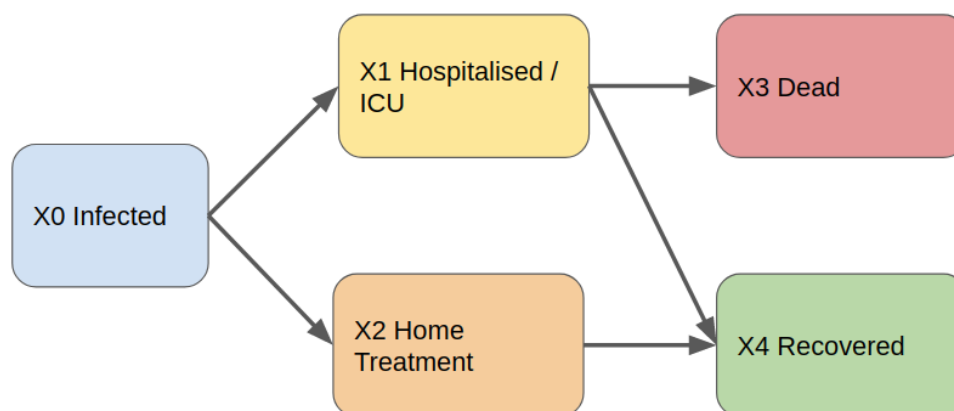 X1 Hospitalised /
ICU
X3 Dead
X0 Infected
X2 Home
Treatment
X4 Recovered